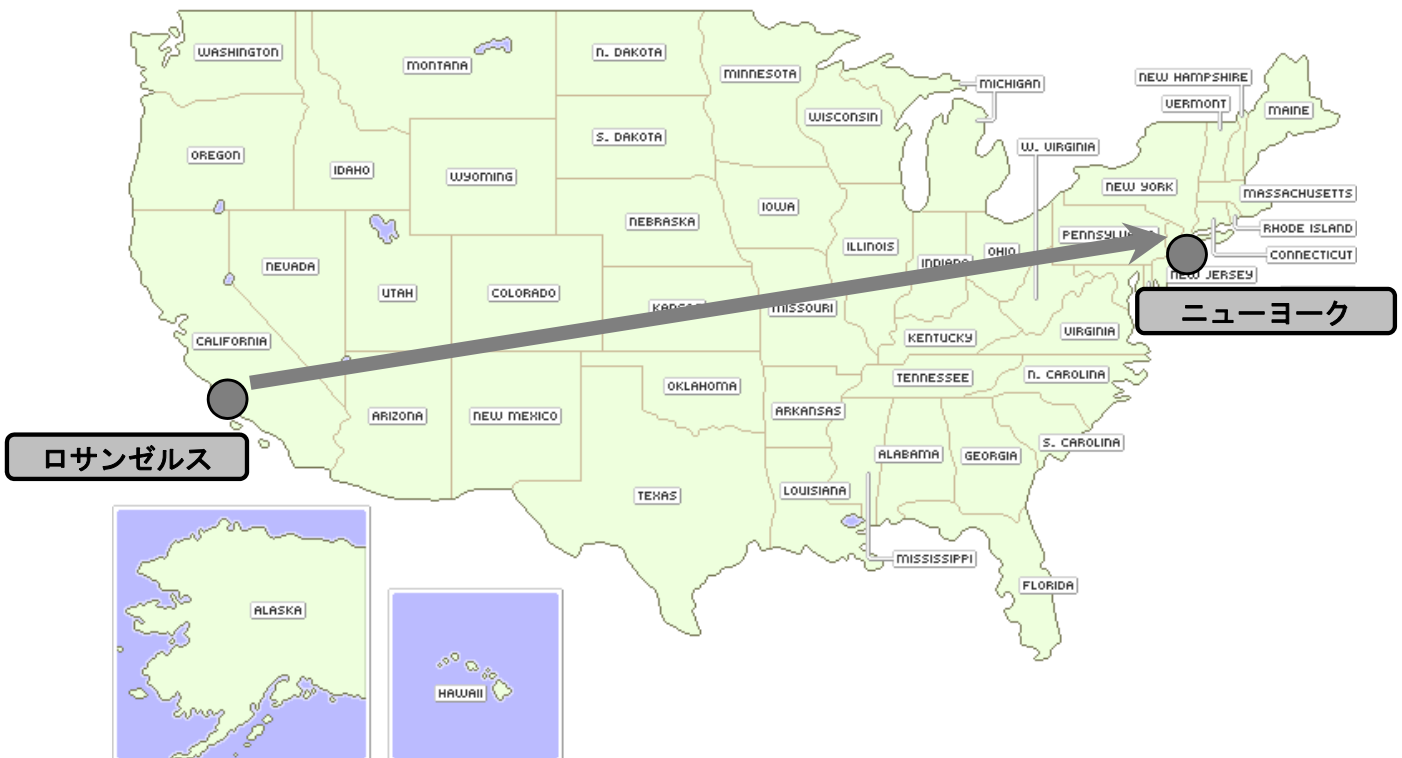 WASHINGTON
MONTANA
N. DAKOTA
MINNESOTA
MICHIGAN
NEW HAMPSHIRE
VERMONT
MAINE
WISCONSIN
OREGON
IDAHO
WYOMING
S. DAKOTA
W. VIRGINIA
NEW YORK
MASSACHUSETTS
NEBRASKA
IOWA
ILLINOIS
INDIANA
OHIO
RHODE ISLAND
CONNECTICUT
NEVADA
UTAH
COLORADO
MISSOURI
NEW JERSEY
ニューヨーク
CALIFORNIA
KENTUCKY
VIRGINIA
ARIZONA
NEW MEXICO
OKLAHOMA
ARKANSAS
TENNESSEE
N. CAROLINA
S. CAROLINA
ロサンゼルス
TEXAS
LOUISIANA
ALABAMA
GEORGIA
MISSISSIPPI
FLORIDA
ALASKA
HAWAII